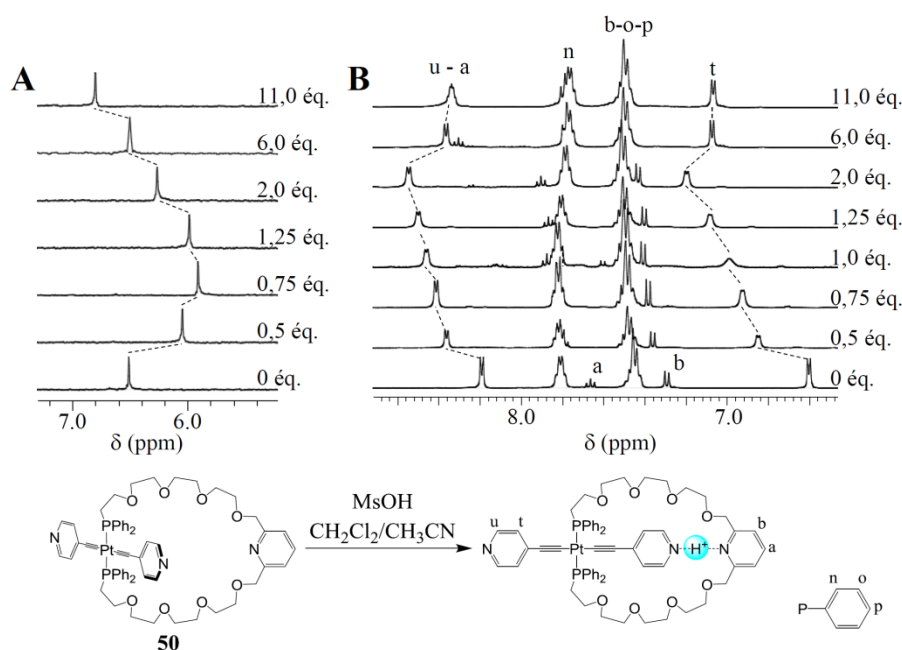 A
11,0 éq.
6,0 éq.
2,0 éq.
1,25 éq.
0,75 éq.
0,5 éq.
0 éq.
7.0 6.0
δ (ppm)
B
u - a n b-o-p t
11,0 éq.
6,0 éq.
2,0 éq.
1,25 éq.
1,0 éq.
0,75 éq.
0,5 éq.
a b
0 éq.
8.0 7.0
δ (ppm)
O O O O
N
PPh2
Pt
PPh2
N
N
O O O O
50
MsOH
CH2Cl2/CH3CN
O O O O
u t
N
PPh2
Pt
PPh2
N H+ N
b
a
O O O O
n o
P p